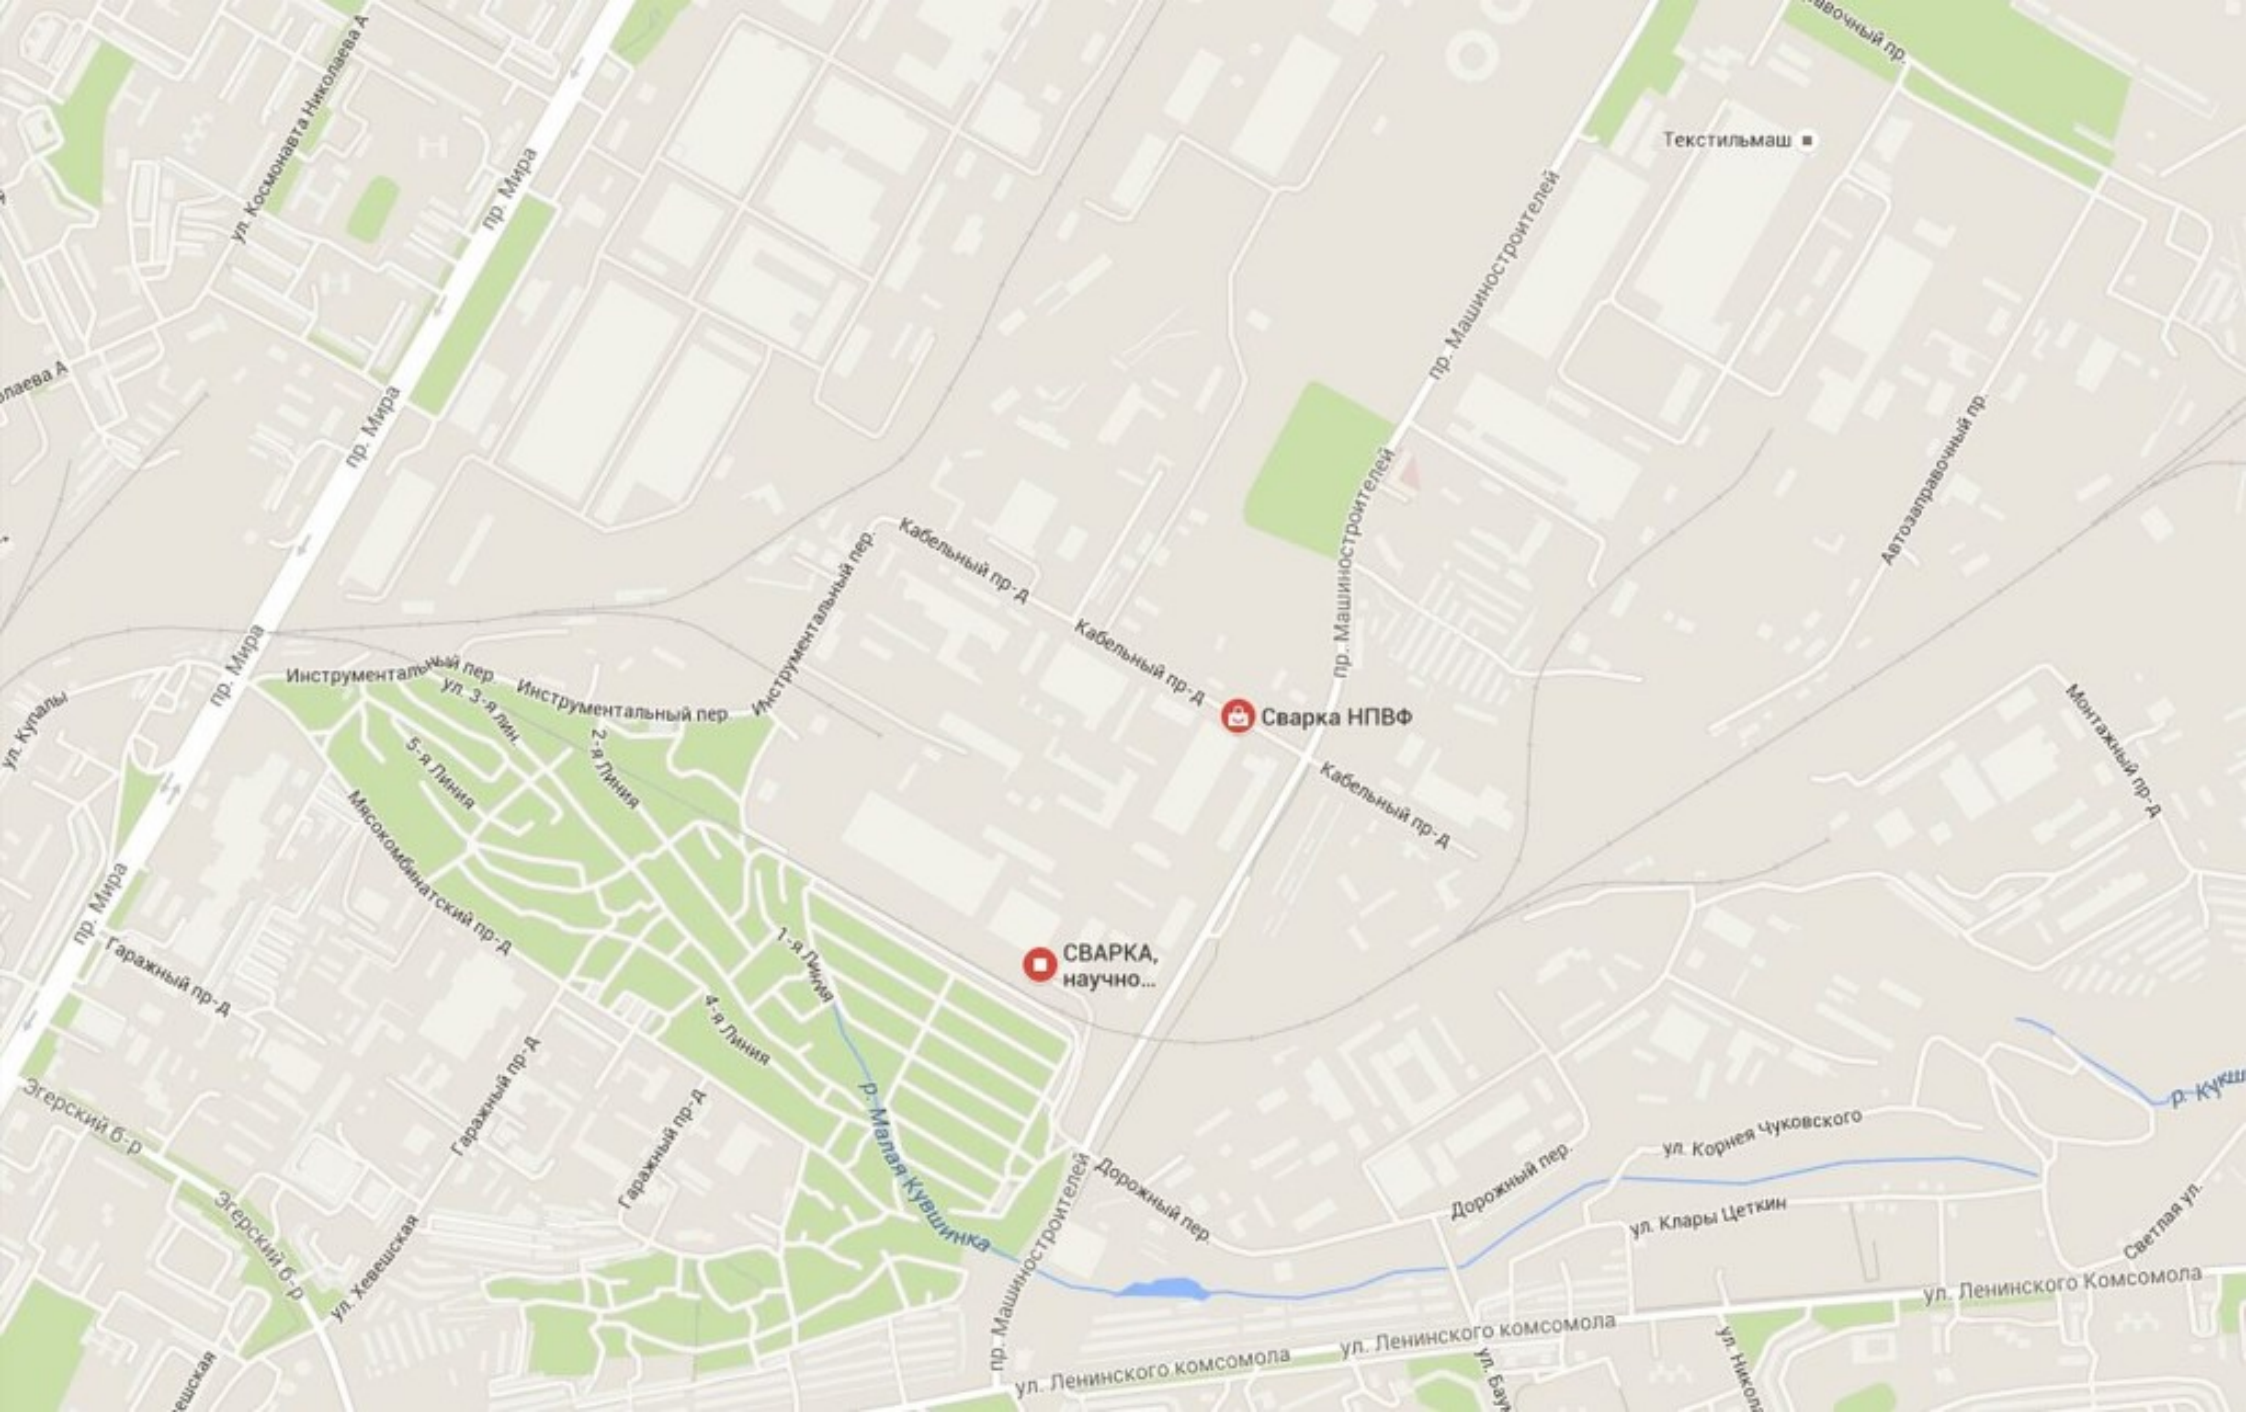 ул. Космонавта Николаева А
пр. Мира
Текстильмаш
пр. Машиностроителей
пр. Мира
Автозаправочный пр.
пр. Машиностроителей
Кабельный пр-д
Инструментальный пер.
Кабельный пр-д
пр. Машиностроителей
пр. Мира
Инструментальный пер
Инструментальный пер
ул. 3-я лин.
ул. Купалы
2-я Линия
5-я Линия
Сварка НПВФ
Кабельный пр-д
Монтажный пр-д
Мясокомбинатский пр-д
пр. Мира
Гаражный пр-д
1-я Линия
СВАРКА,
научно...
4-я Линия
Гаражный пр-д
Гаражный пр-д
Эгерский б-р
Эгерский б-р
ул. Хевешская
р. Малая Кувшинка
Дорожный пер.
Дорожный пер.
ул. Корнея Чуковского
ул. Клары Цеткин
Светлая ул.
пр. Машиностроителей
пр. Машиностроителей
ул. Ленинского комсомола
ул. Ленинского комсомола
ул. Ленинского Комсомола